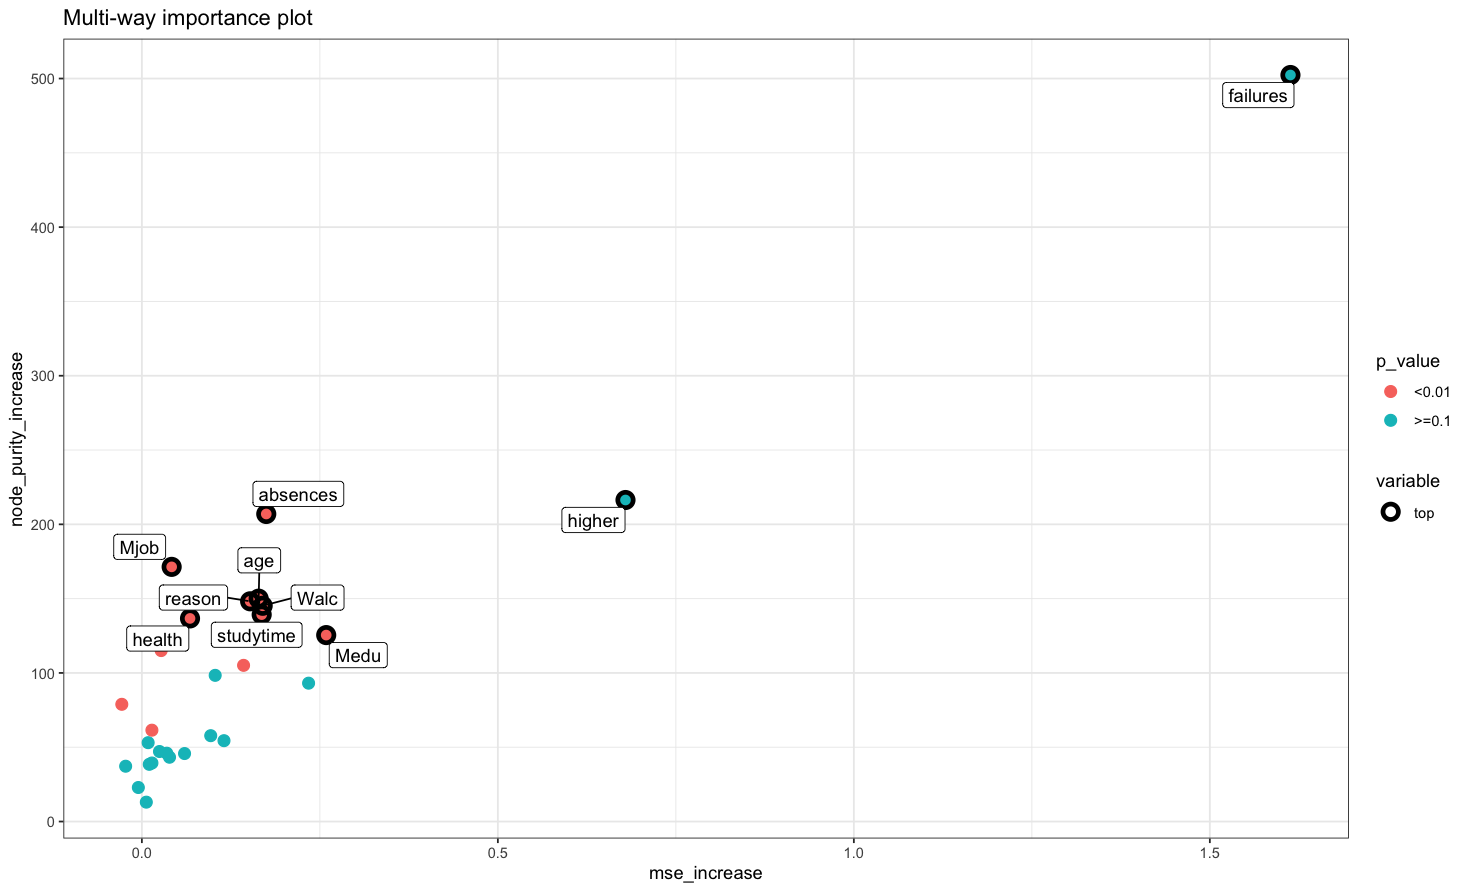 Multi-way importance plot
node_purity_increase
500
400
300
200
100
0
failures
absences
higher
Mjob
age
reason
Walc
health
studytime
Medu
0.0
0.5
1.0
1.5
mse_increase
p_value
<0.01
>=0.1
variable
top